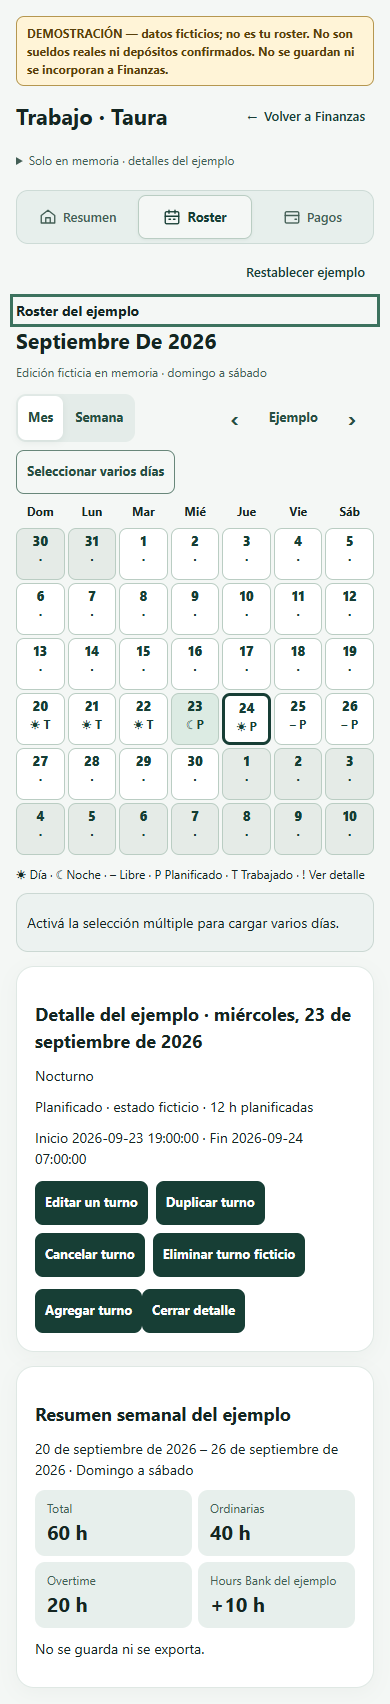 DEMOSTRACIÓN — datos ficticios; no es tu roster. No son
sueldos reales ni depósitos confirmados. No se guardan ni
se incorporan a Finanzas.
Trabajo · Taura
← Volver a Finanzas
▶ Solo en memoria · detalles del ejemplo
Resumen Roster Pagos
Restablecer ejemplo
Roster del ejemplo
Septiembre De 2026
Edición ficticia en memoria · domingo a sábado
Mes Semana ‹ Ejemplo ›
Seleccionar varios días
Dom Lun Mar Mié Jue Vie Sáb
30 31 1 2 3 4 5
· · · · · · ·
6 7 8 9 10 11 12
· · · · · · ·
13 14 15 16 17 18 19
· · · · · · ·
20 21 22 23 24 25 26
☀ T ☀ T ☀ T ☾ P ☀ P – P – P
27 28 29 30 1 2 3
· · · · · · ·
4 5 6 7 8 9 10
· · · · · · ·
☀ Día · ☾ Noche · – Libre · P Planificado · T Trabajado · ! Ver detalle
Activá la selección múltiple para cargar varios días.
Detalle del ejemplo · miércoles, 23 de
septiembre de 2026
Nocturno
Planificado · estado ficticio · 12 h planificadas
Inicio 2026-09-23 19:00:00 · Fin 2026-09-24
07:00:00
Editar un turno Duplicar turno
Cancelar turno Eliminar turno ficticio
Agregar turno Cerrar detalle
Resumen semanal del ejemplo
20 de septiembre de 2026 – 26 de septiembre de
2026 · Domingo a sábado
Total Ordinarias
60 h 40 h
Overtime Hours Bank del ejemplo
20 h +10 h
No se guarda ni se exporta.